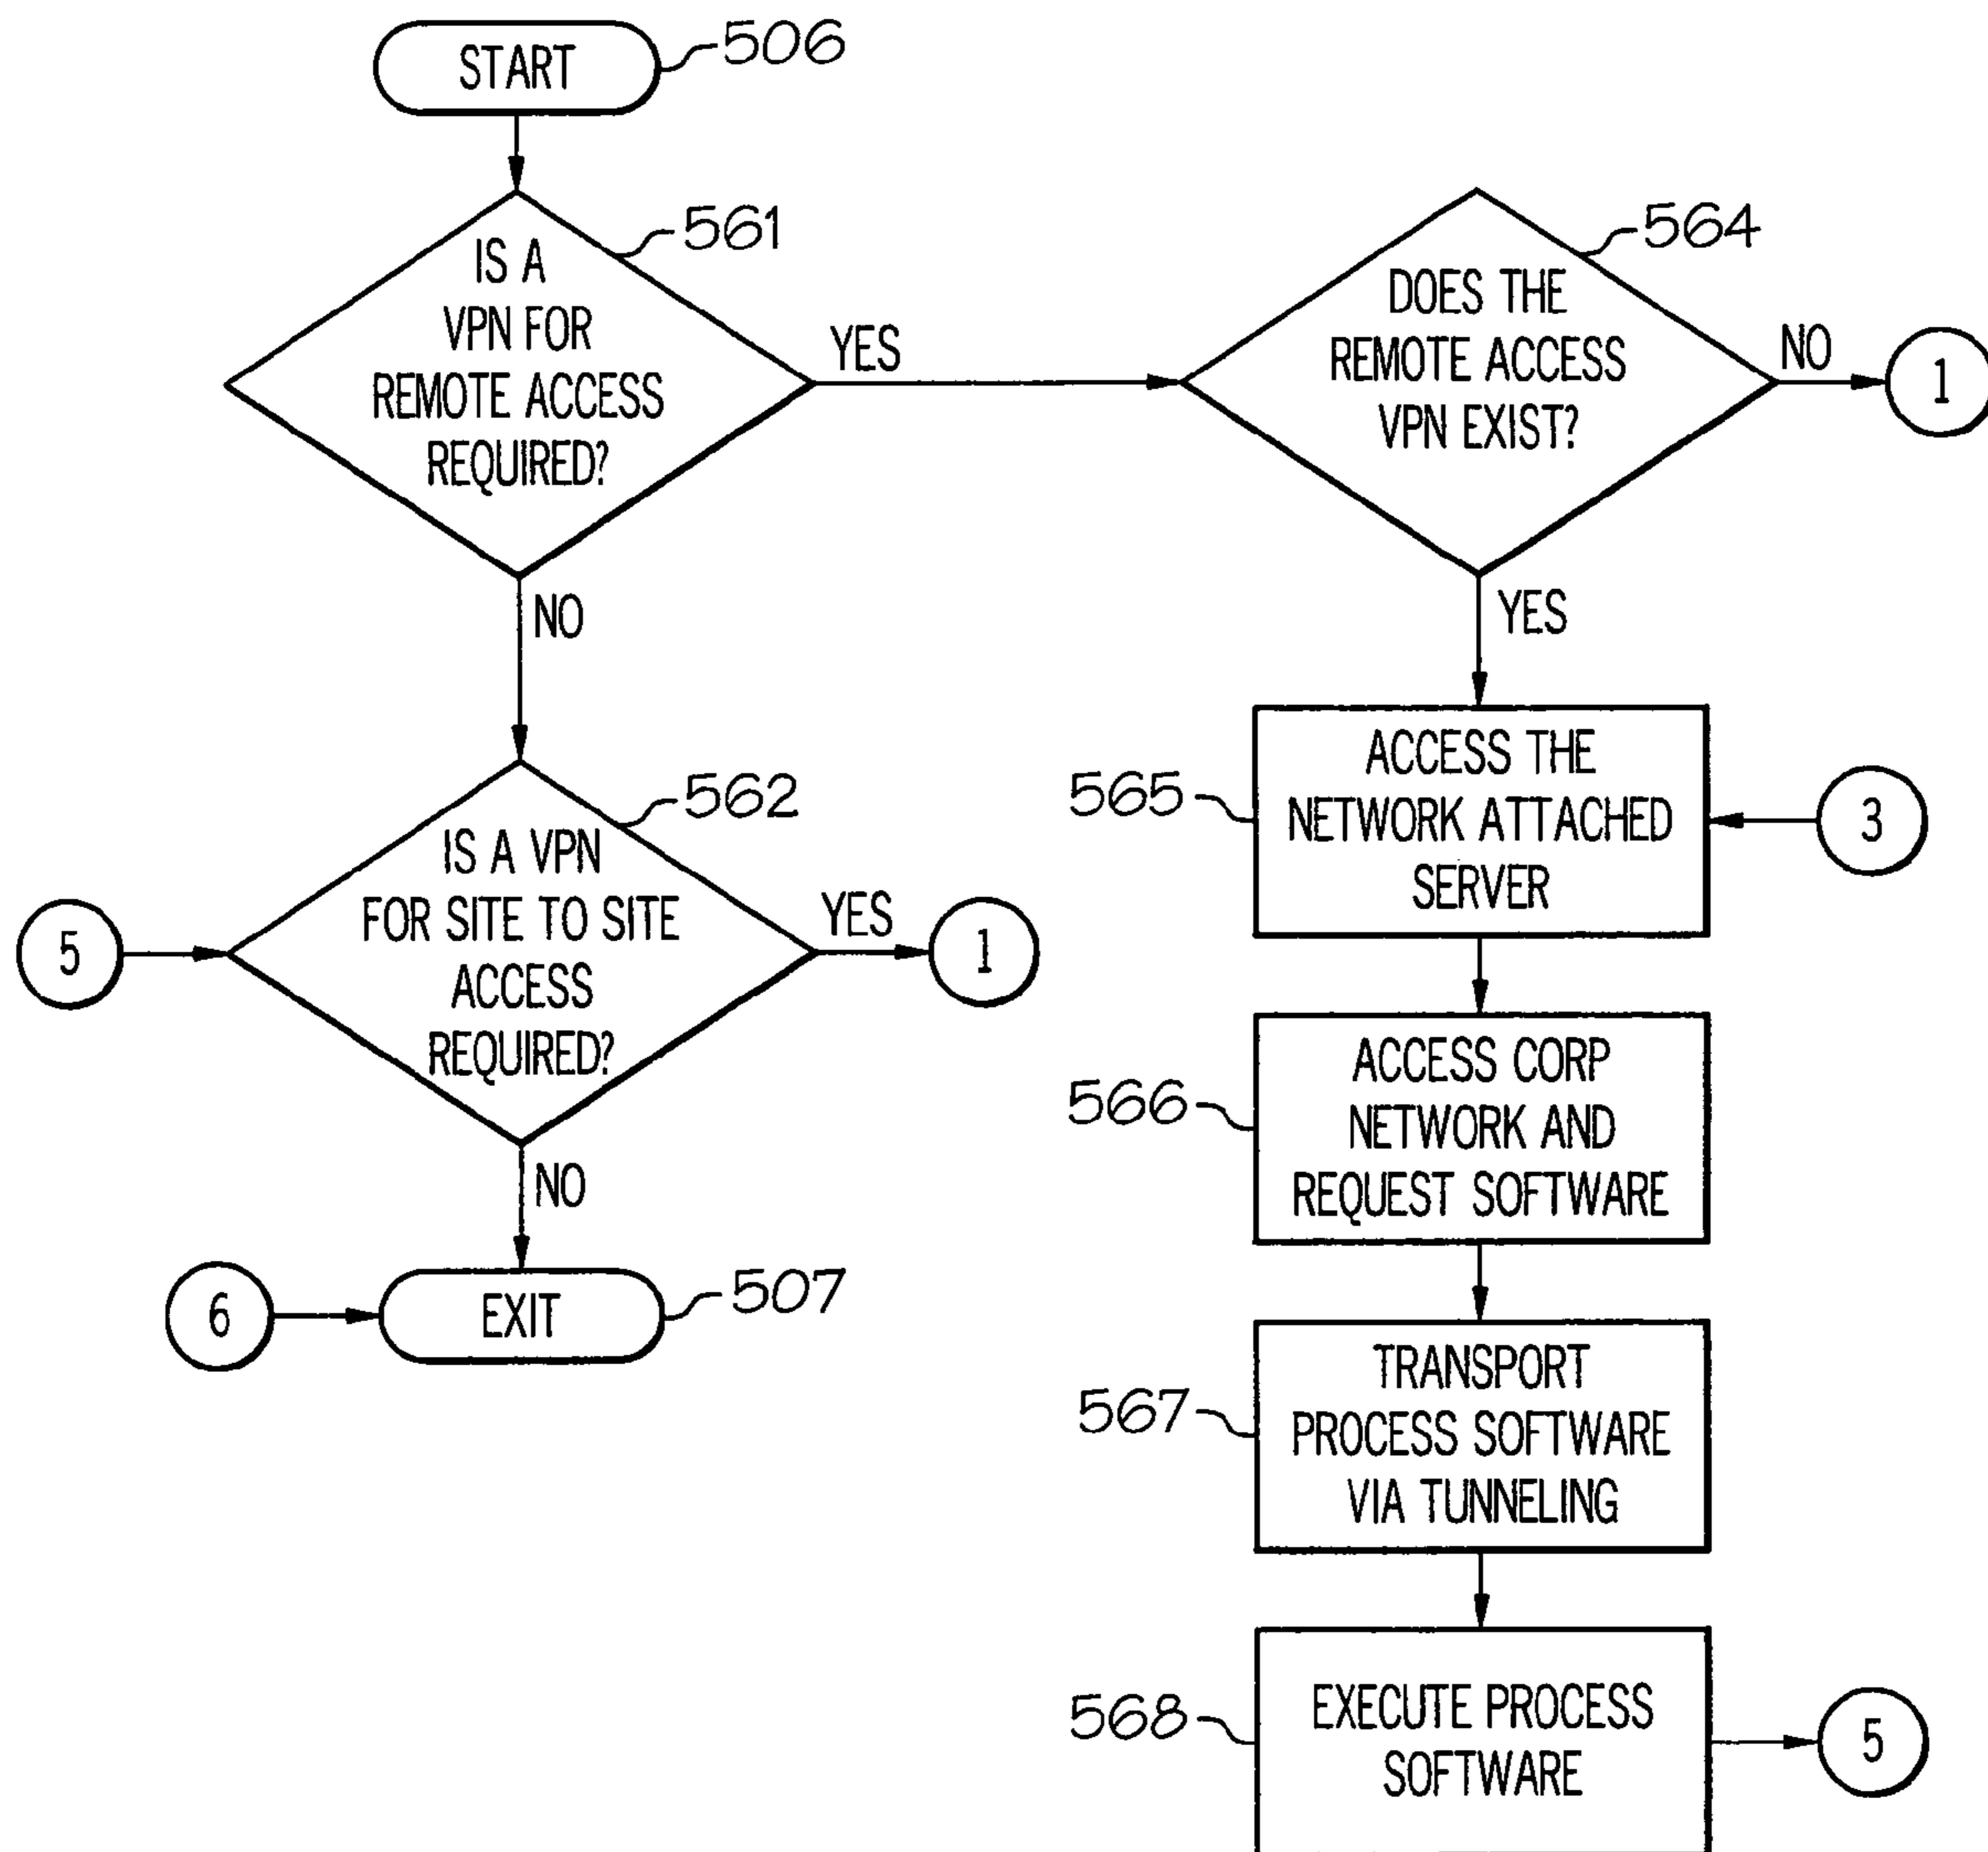 START
506
IS A
VPN FOR
REMOTE ACCESS
REQUIRED?
561
YES
NO
DOES THE
REMOTE ACCESS
VPN EXIST?
564
NO
1
YES
IS A VPN
FOR SITE TO SITE
ACCESS
REQUIRED?
562
5
YES
1
NO
6
EXIT
507
ACCESS THE
NETWORK ATTACHED
SERVER
565
3
ACCESS CORP
NETWORK AND
REQUEST SOFTWARE
566
TRANSPORT
PROCESS SOFTWARE
VIA TUNNELING
567
EXECUTE PROCESS
SOFTWARE
568
5